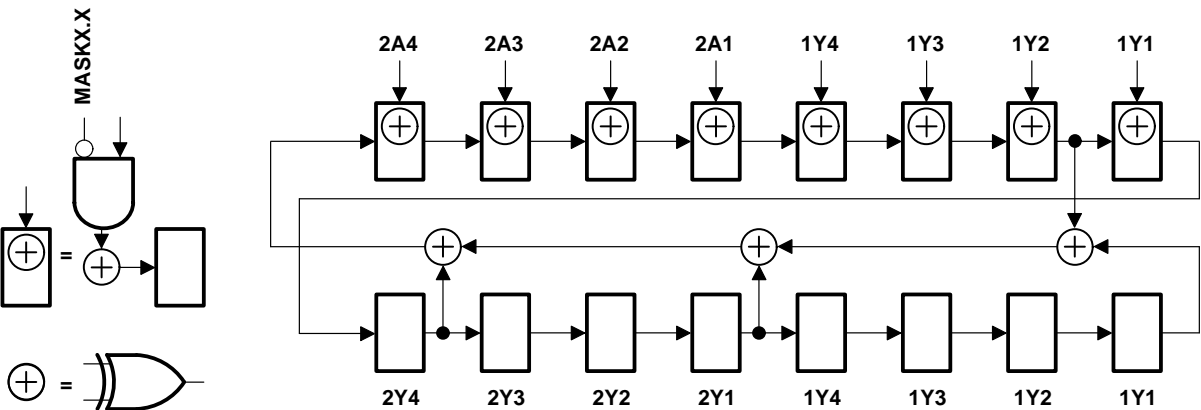 MASKX.X
=
=
2A4 2A3 2A2 2A1 1Y4 1Y3 1Y2 1Y1
2Y4 2Y3 2Y2 2Y1 1Y4 1Y3 1Y2 1Y1